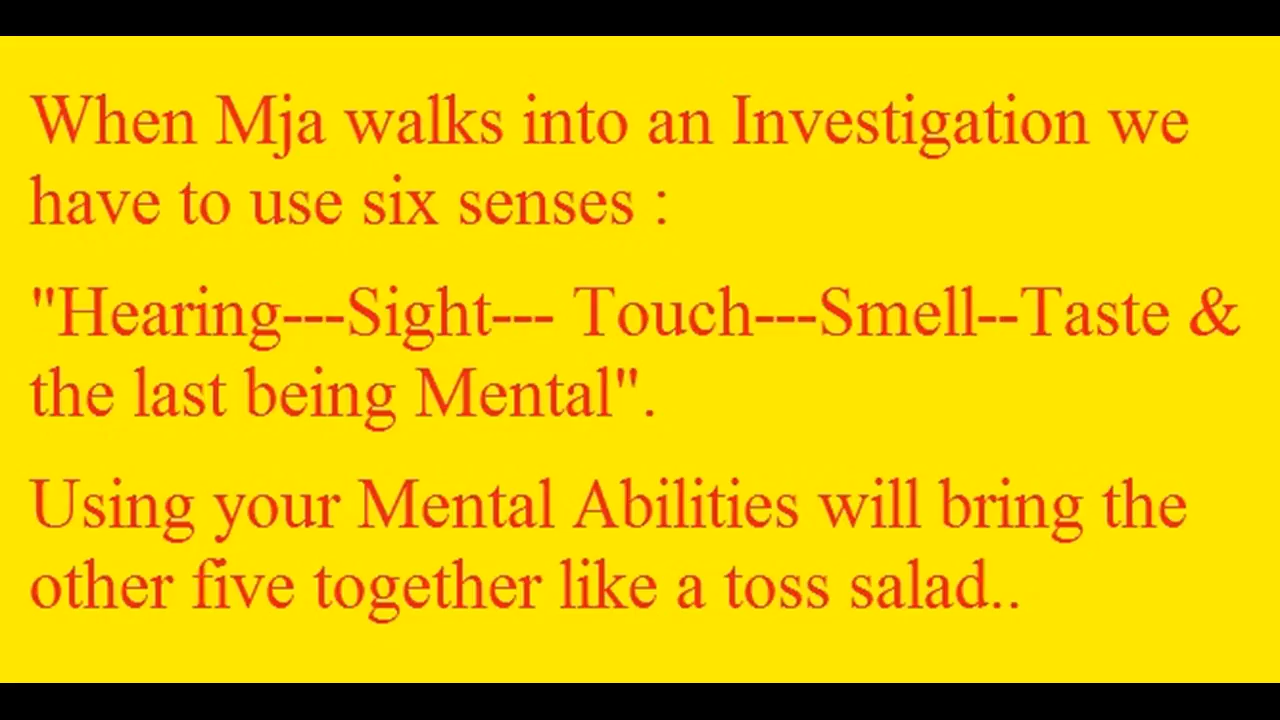 When Mja walks into an Investigation we
have to use six senses :
"Hearing---Sight--- Touch---Smell--Taste &
the last being Mental".
Using your Mental Abilities will bring the
other five together like a toss salad..